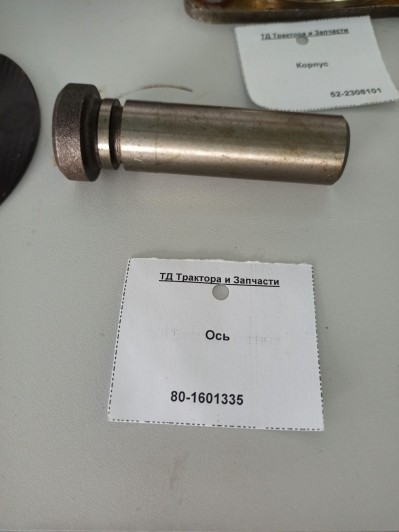 ТД Трактора и Запчасти
Корпус
52-2308101
ТД Трактора и Запчасти
Ось
80-1601335